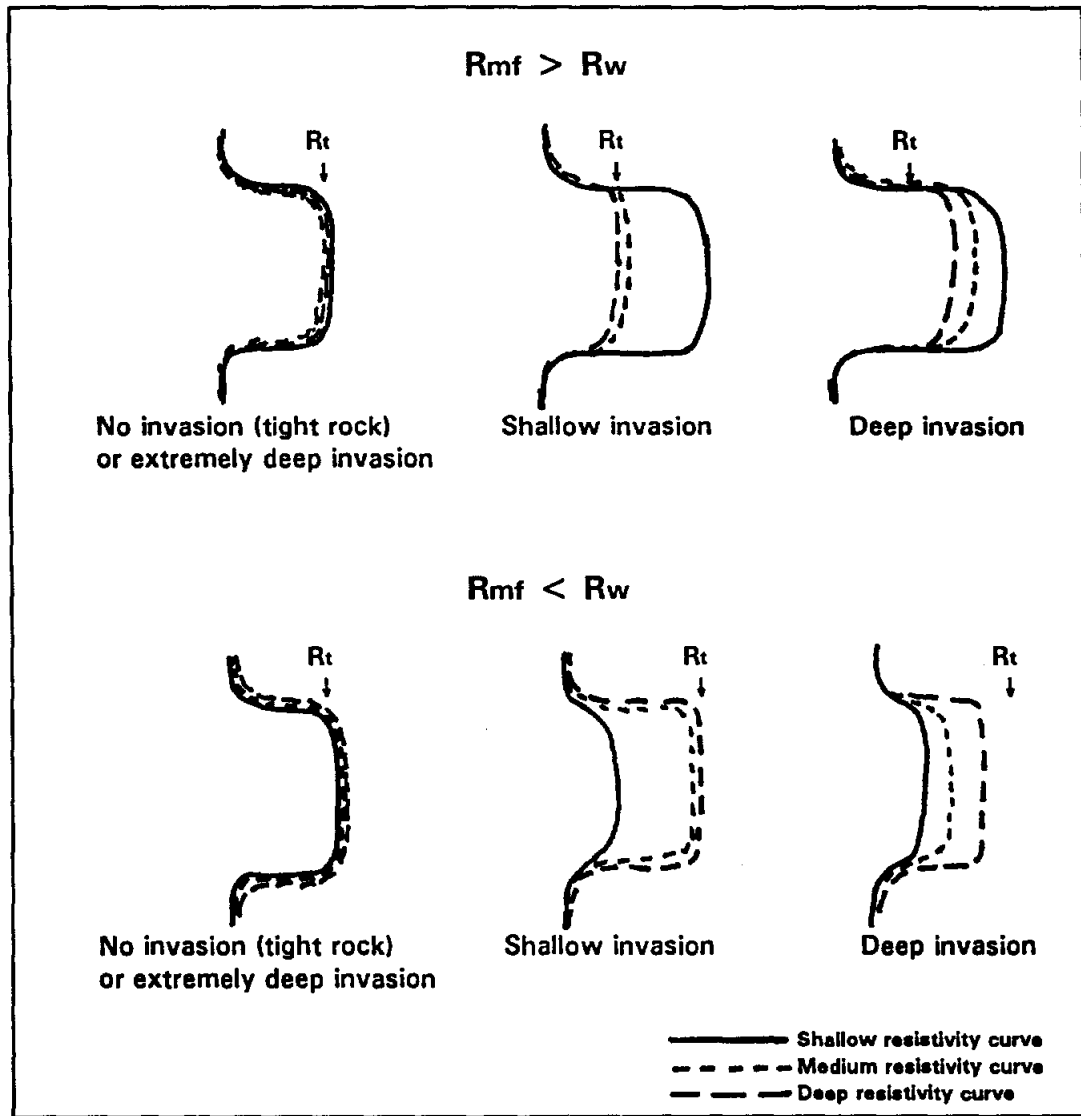 Rmf > Rw
Rt
Rt
Rt
No invasion (tight rock)
or extremely deep invasion
Shallow invasion
Deep invasion
Rmf < Rw
Rt
Rt
Rt
No invasion (tight rock)
or extremely deep invasion
Shallow invasion
Deep invasion
Shallow resistivity curve
Medium resistivity curve
Deep resistivity curve